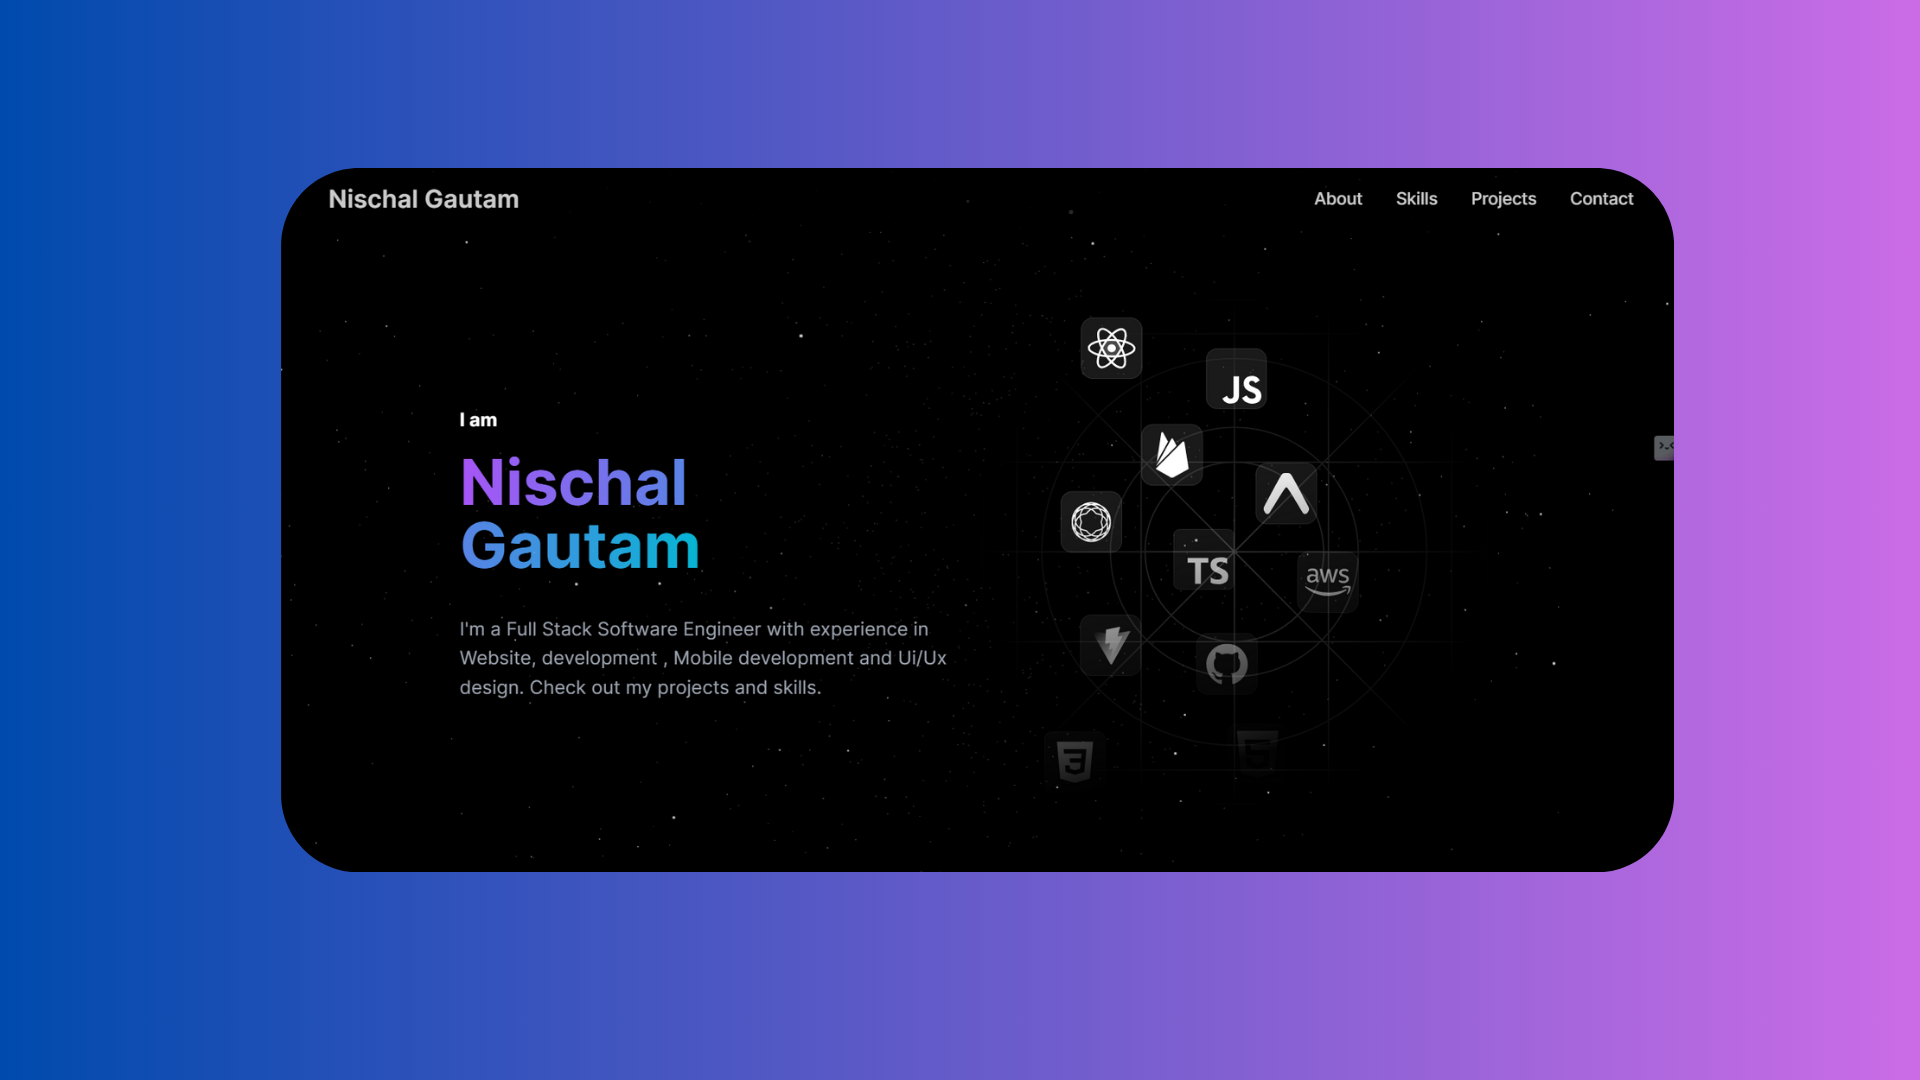 Nischal Gautam
About Skills Projects Contact
I am
Nischal
Gautam
I'm a Full Stack Software Engineer with experience in
Website, development , Mobile development and Ui/Ux
design. Check out my projects and skills.
JS
TS
aws
3
5